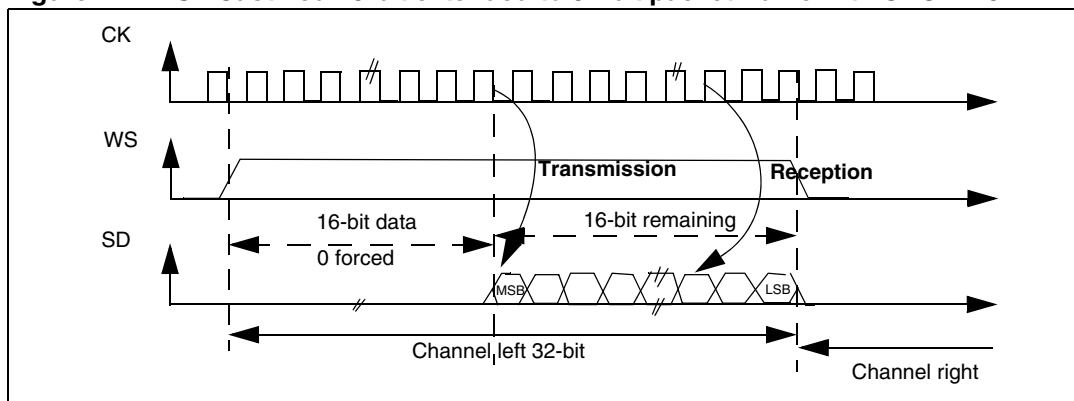 CK
WS
Transmission
Reception
16-bit data
16-bit remaining
SD
0 forced
MSB
LSB
Channel left 32-bit
Channel right